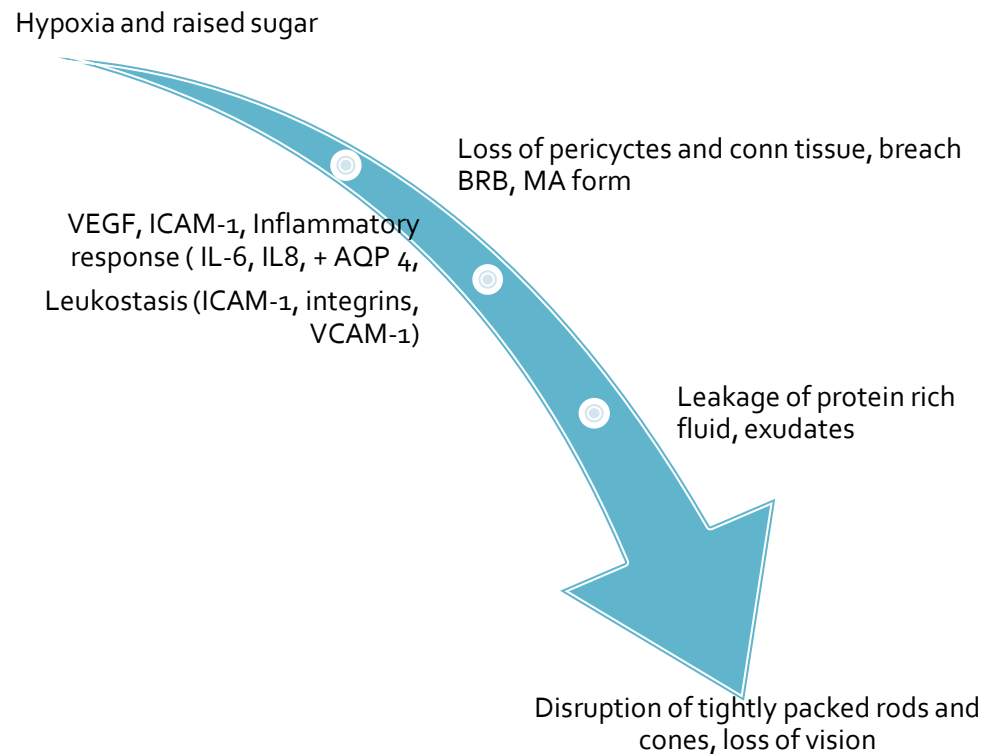 Hypoxia and raised sugar
Loss of pericyctes and conn tissue, breach
BRB, MA form
VEGF, ICAM-1, Inflammatory
response ( IL-6, IL8, + AQP 4,
Leukostasis (ICAM-1, integrins,
VCAM-1)
Leakage of protein rich
fluid, exudates
Disruption of tightly packed rods and
cones, loss of vision